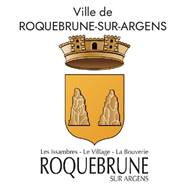 Ville de
ROQUEBRUNE-SUR-ARGENS
Les Issambres - Le Village - La Bouverie
ROQUEBRUNE
SUR ARGENS